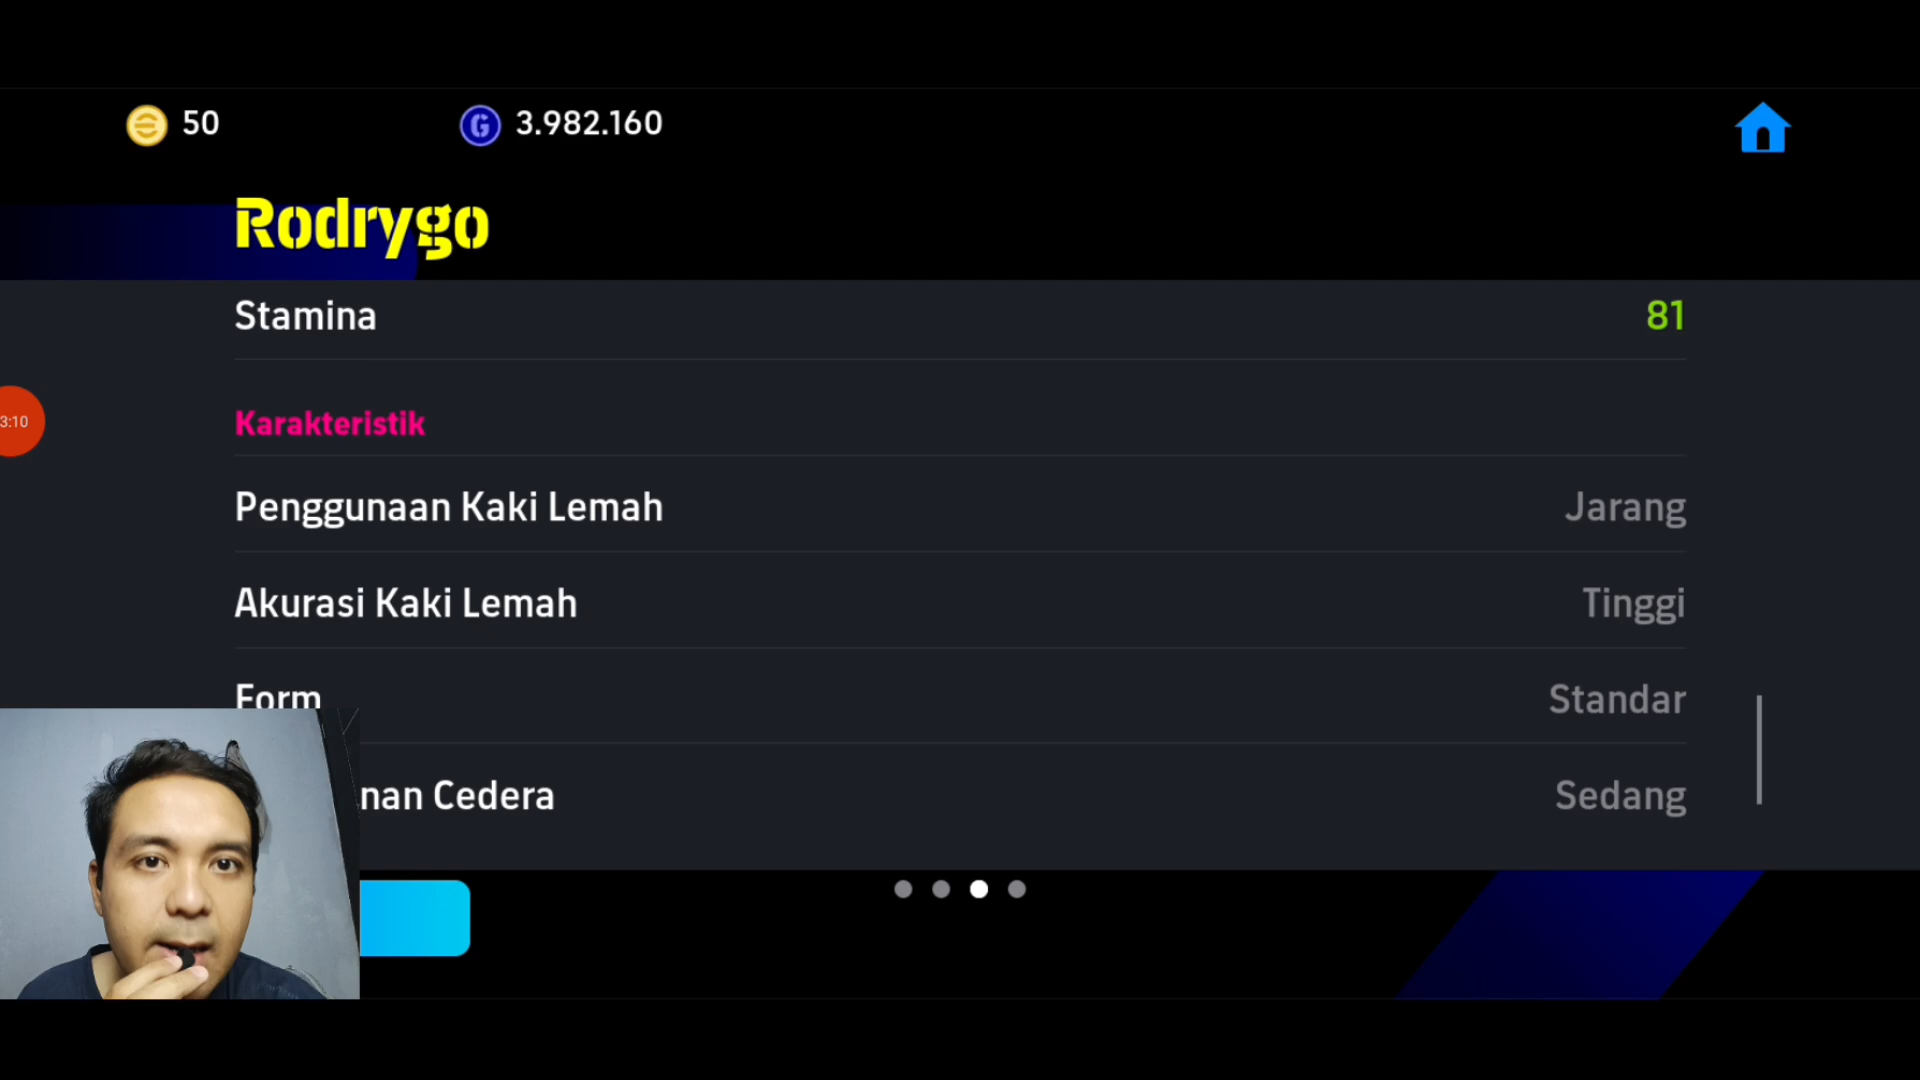 50
3.982.160
Rodrygo
Stamina 81
3:10
Karakteristik
Penggunaan Kaki Lemah Jarang
Akurasi Kaki Lemah Tinggi
Form Standar
nan Cedera Sedang